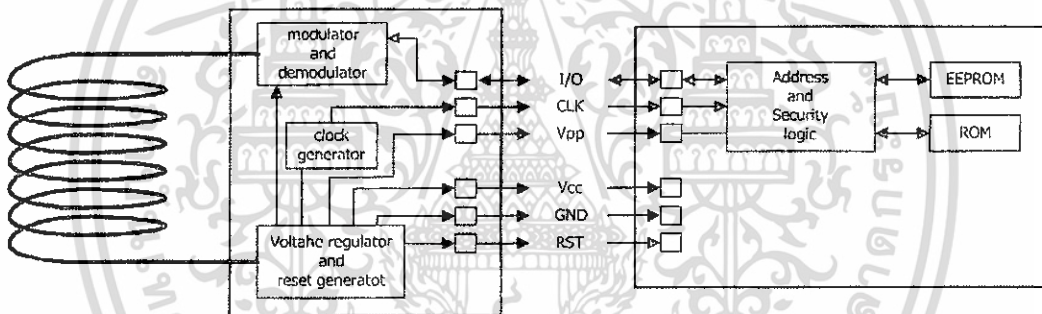 modulator
and
demodulator
clock
generator
Voltahe regulator
and
reset generatot
I/O
CLK
Vpp
Vcc
GND
RST
Address
and
Security
logic
EEPROM
ROM